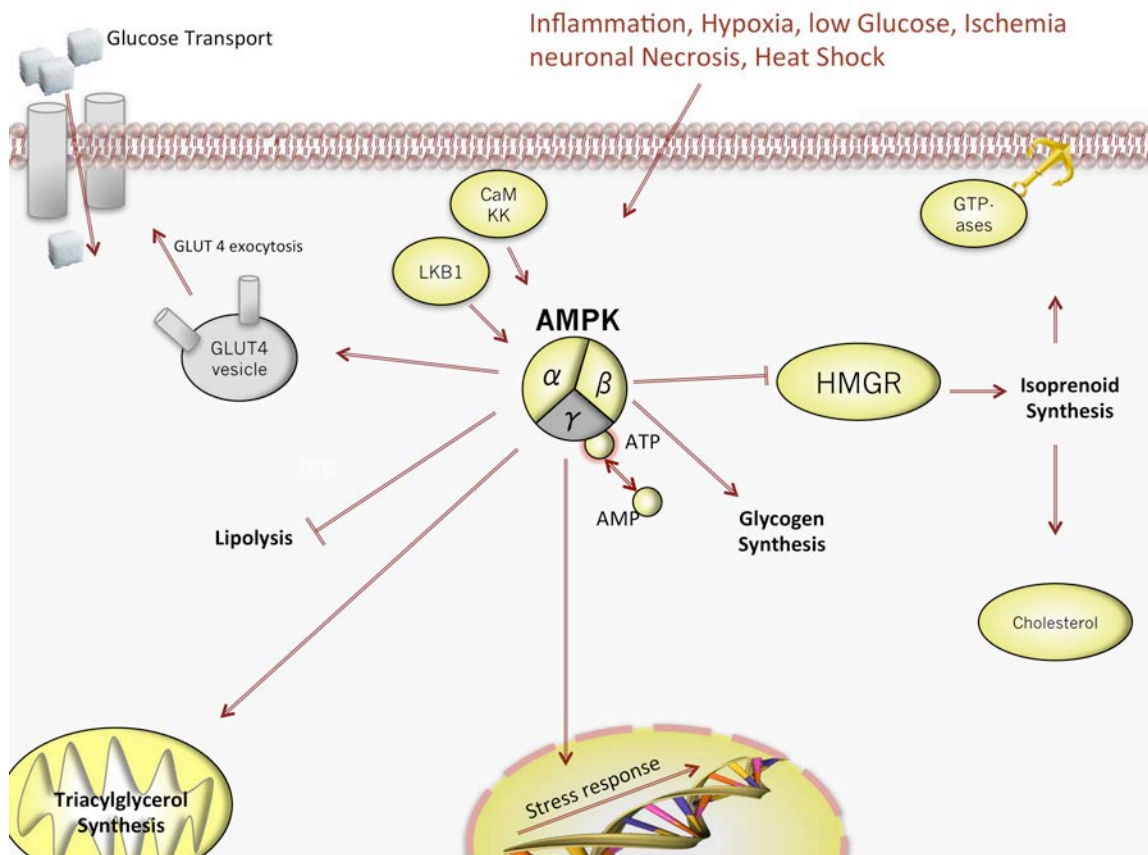 Glucose Transport
Inflammation, Hypoxia, low Glucose, Ischemia
neuronal Necrosis, Heat Shock
CaM
KK
GTP-
ases
GLUT 4 exocytosis
LKB1
AMPK
GLUT4
vesicle
α
β
γ
HMGR
Isoprenoid
Synthesis
ATP
AMP
Lipolysis
Glycogen
Synthesis
Cholesterol
Stress response
Triacylglycerol
Synthesis